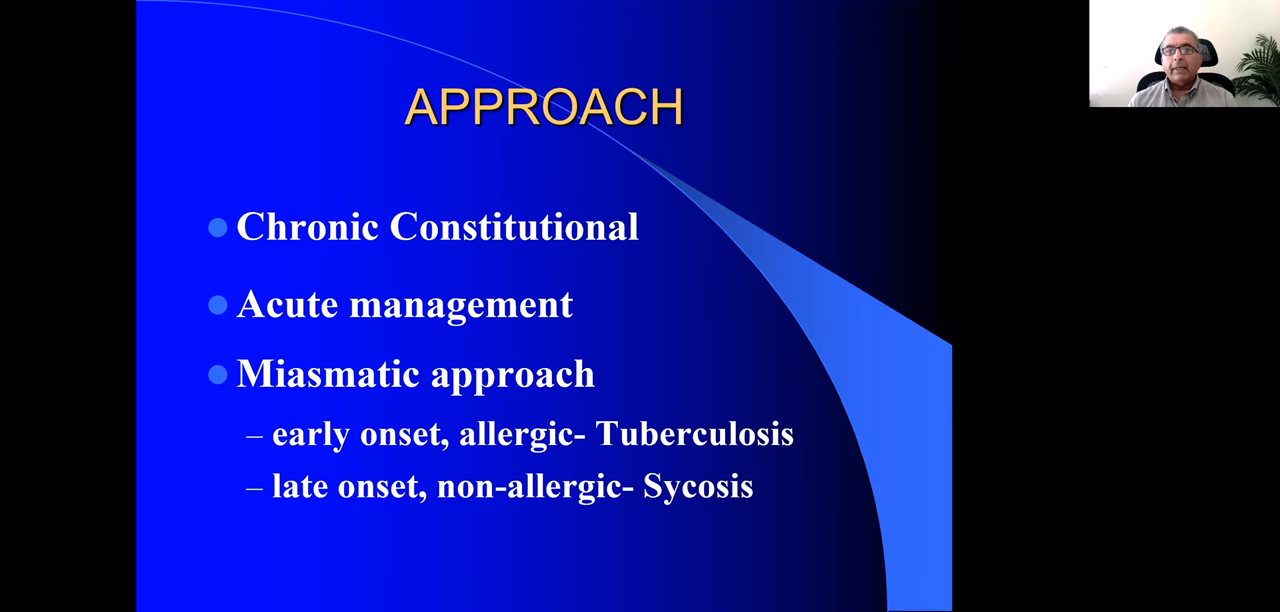 APPROACH
Chronic Constitutional
Acute management
Miasmatic approach
– early onset, allergic- Tuberculosis
– late onset, non-allergic- Sycosis